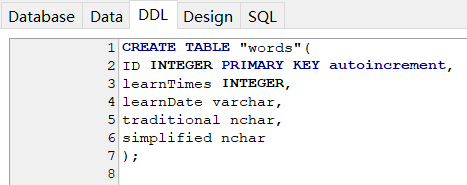 Database Data DDL Design SQL
1 CREATE TABLE "words"(
2 ID INTEGER PRIMARY KEY autoincrement,
3 learnTimes INTEGER,
4 learnDate varchar,
5 traditional nchar,
6 simplified nchar
7 );
8